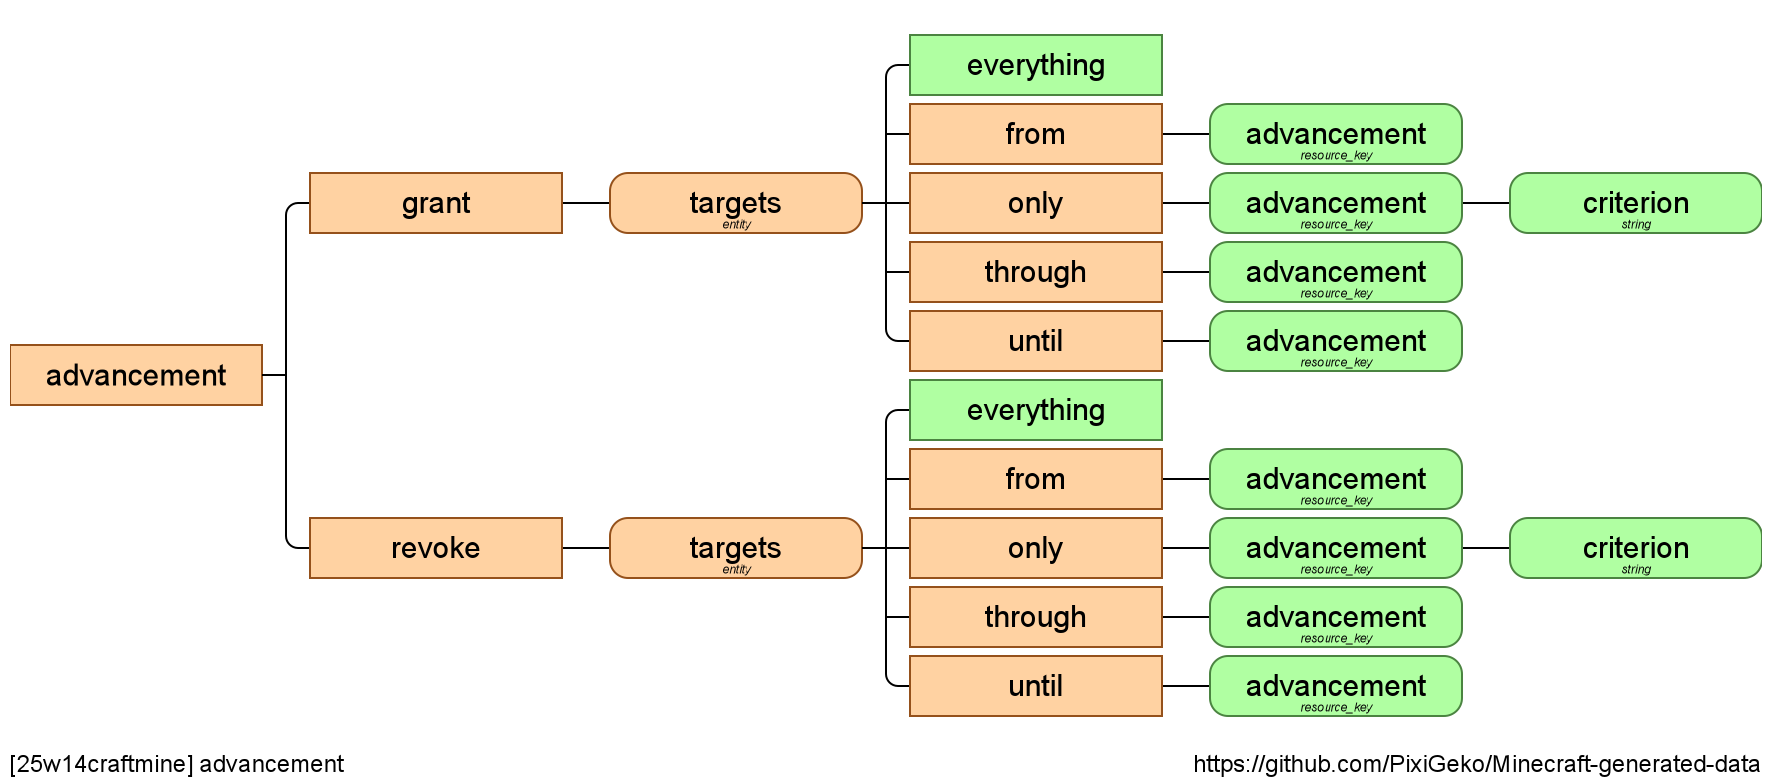 everything
from
advancement
resource_key
grant
targets
entity
only
advancement
resource_key
criterion
string
through
advancement
resource_key
until
advancement
resource_key
advancement
everything
from
advancement
resource_key
revoke
targets
entity
only
advancement
resource_key
criterion
string
through
advancement
resource_key
until
advancement
resource_key
[25w14craftmine] advancement
https://github.com/PixiGeko/Minecraft-generated-data